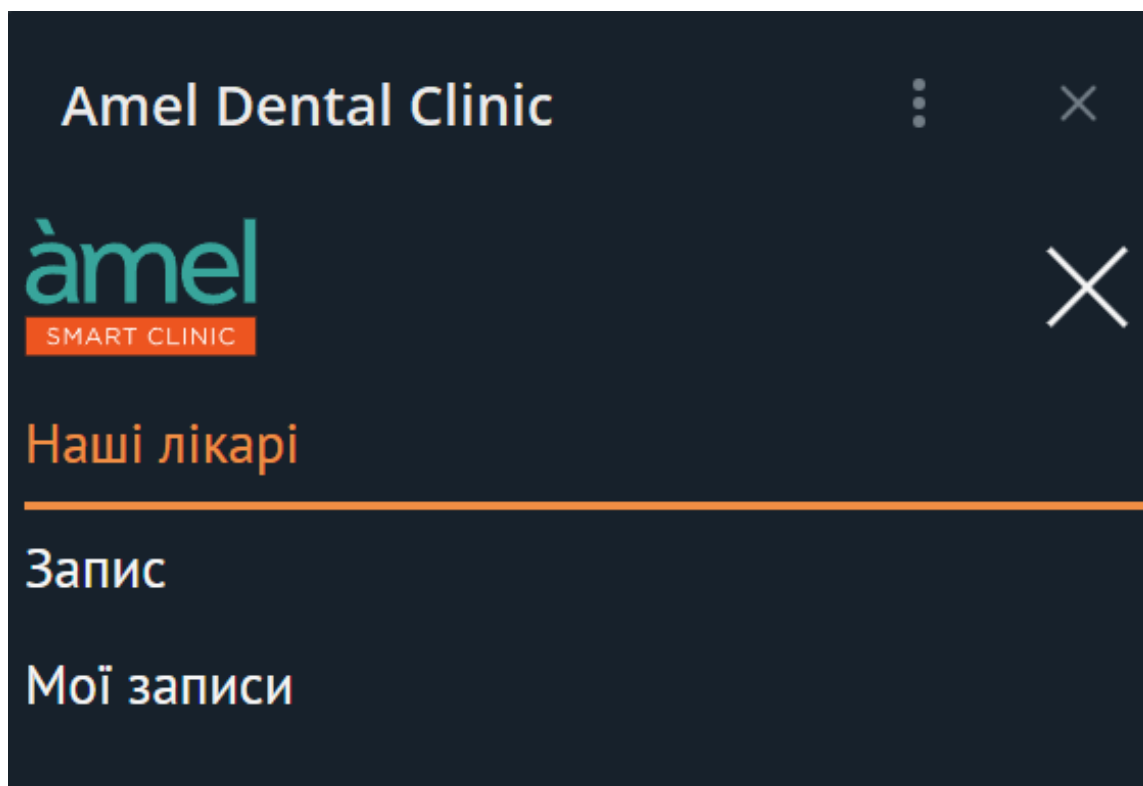 Amel Dental Clinic
àmel
SMART CLINIC
Наші лікарі
Запис
Мої записи